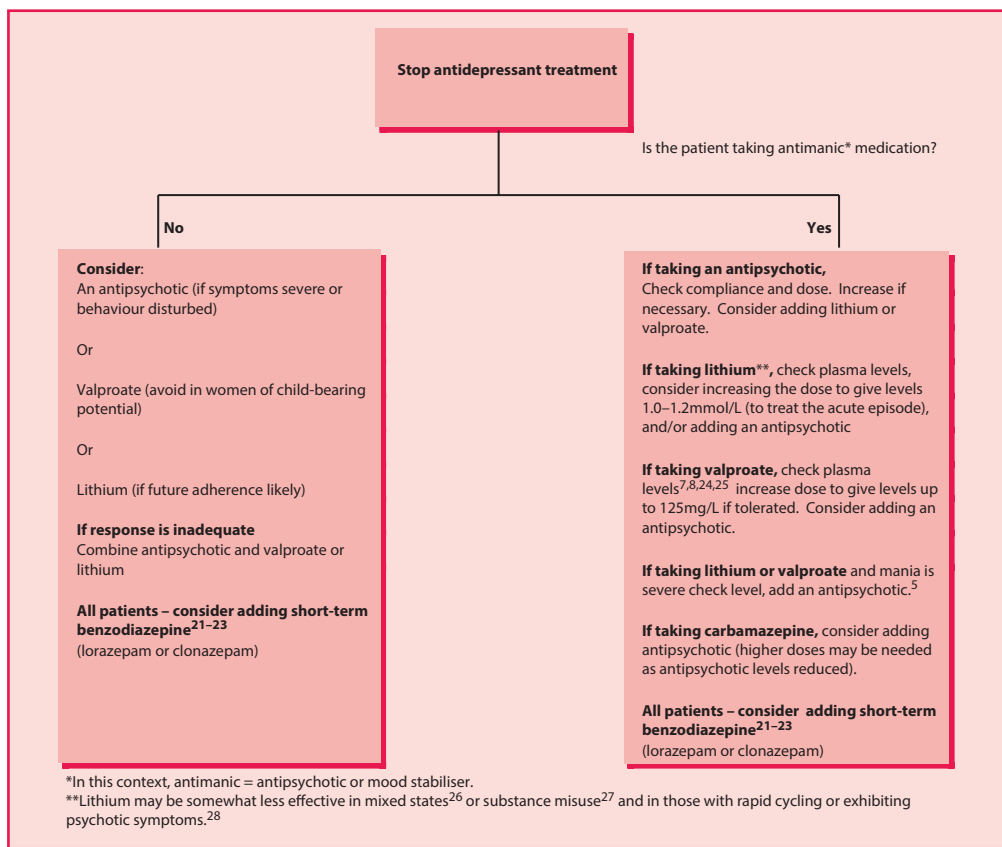 Stop antidepressant treatment
Is the patient taking antimanic* medication?
No
Consider:
An antipsychotic (if symptoms severe or
behaviour disturbed)
Or
Valproate (avoid in women of child-bearing
potential)
Or
Lithium (if future adherence likely)
If response is inadequate
Combine antipsychotic and valproate or
lithium
All patients – consider adding short-term
benzodiazepine21–23
(lorazepam or clonazepam)
Yes
If taking an antipsychotic,
Check compliance and dose. Increase if
necessary. Consider adding lithium or
valproate.
If taking lithium**, check plasma levels,
consider increasing the dose to give levels
1.0–1.2mmol/L (to treat the acute episode),
and/or adding an antipsychotic
If taking valproate, check plasma
levels7,8,24,25 increase dose to give levels up
to 125mg/L if tolerated. Consider adding an
antipsychotic.
If taking lithium or valproate and mania is
severe check level, add an antipsychotic.5
If taking carbamazepine, consider adding
antipsychotic (higher doses may be needed
as antipsychotic levels reduced).
All patients – consider adding short-term
benzodiazepine21–23
(lorazepam or clonazepam)
*In this context, antimanic = antipsychotic or mood stabiliser.
**Lithium may be somewhat less effective in mixed states26 or substance misuse27 and in those with rapid cycling or exhibiting
psychotic symptoms.28